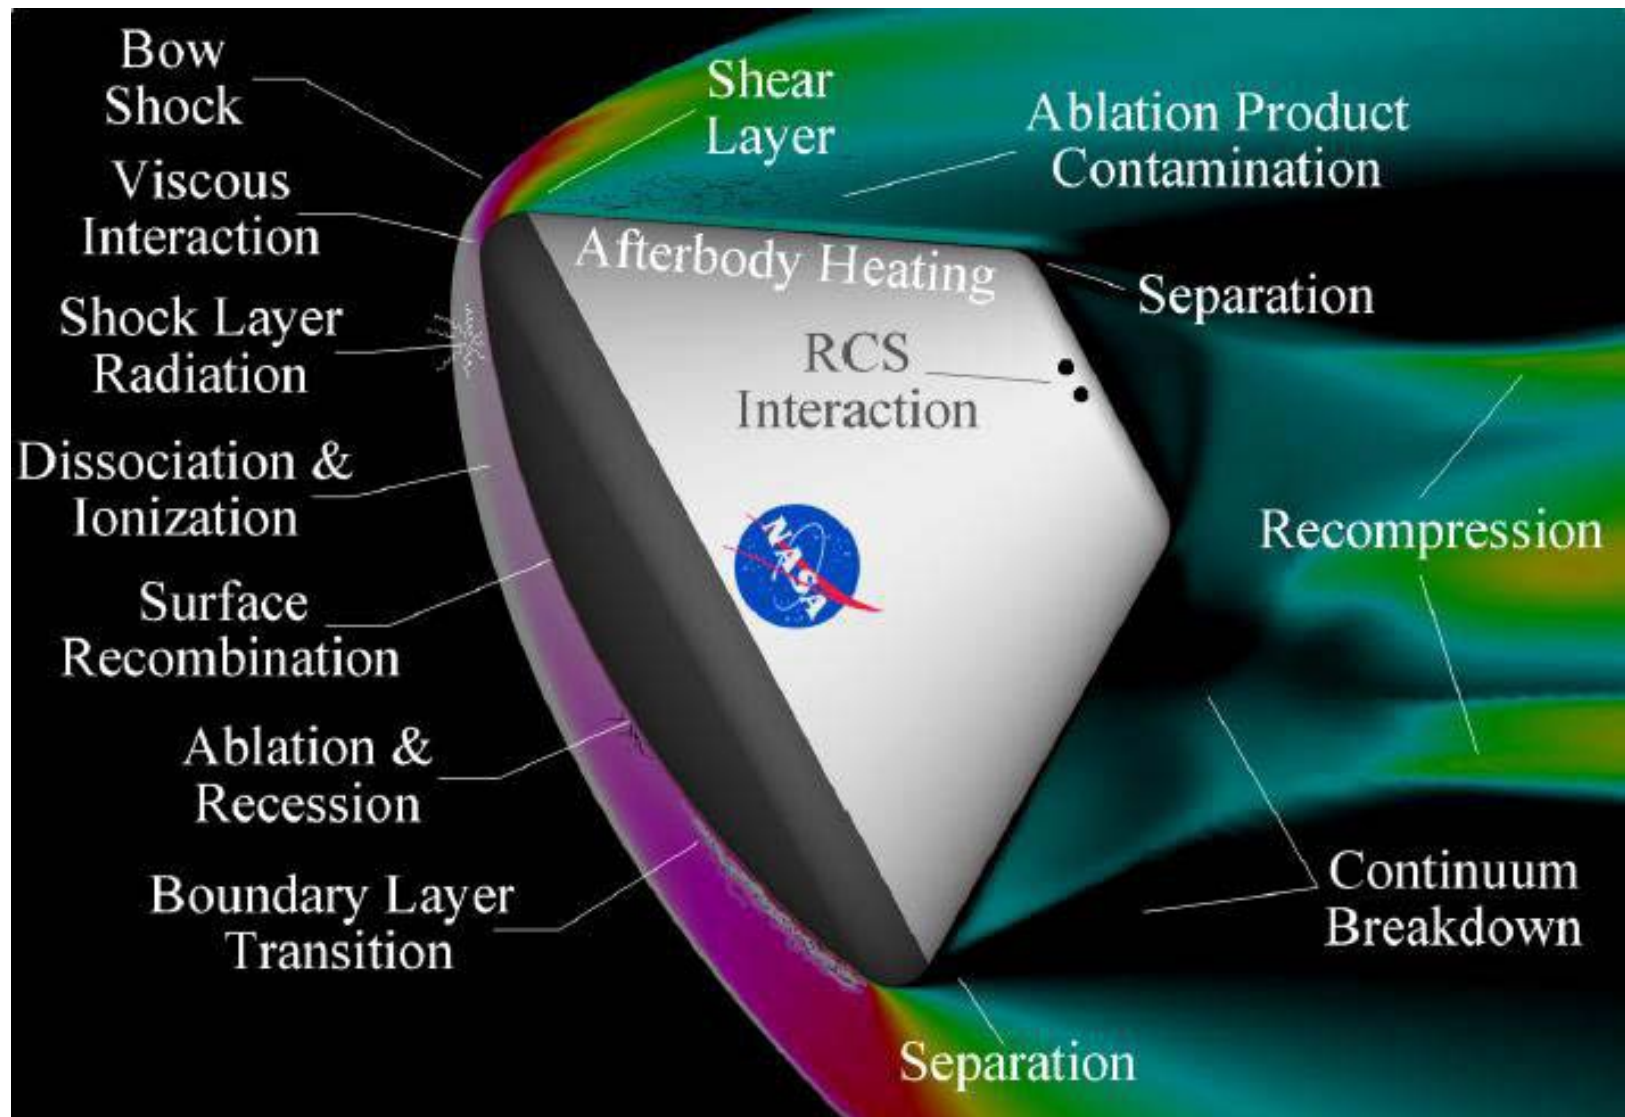 Bow
Shock
Viscous
Interaction
Shock Layer
Radiation
Dissociation &
Ionization
Surface
Recombination
Ablation &
Recession
Boundary Layer
Transition
Shear
Layer
Ablation Product
Contamination
Afterbody Heating
Separation
RCS
Interaction
NASA
Recompression
Continuum
Breakdown
Separation